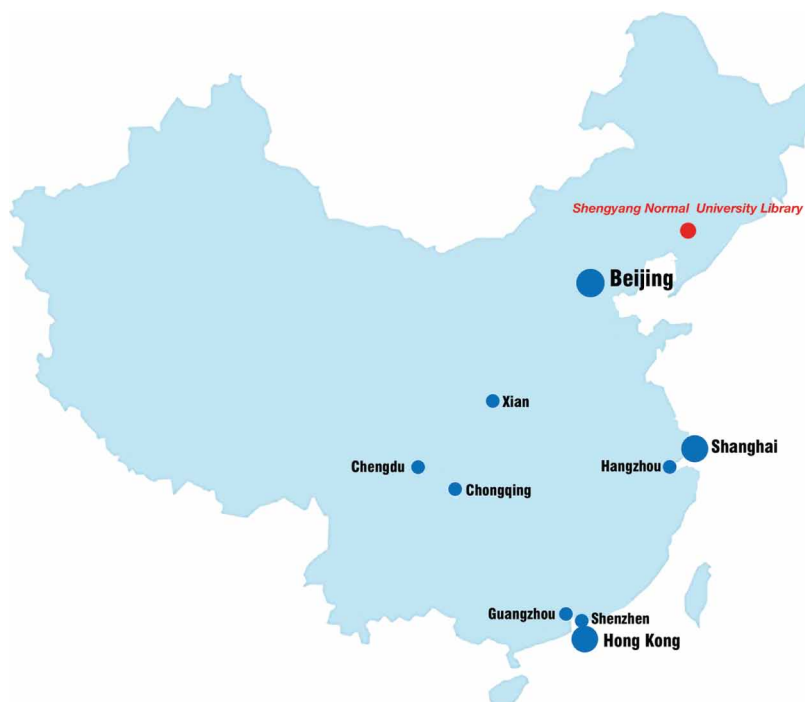 Shengyang Normal University Library
Beijing
Xian
Shanghai
Chengdu
Hangzhou
Chongqing
Guangzhou
Shenzhen
Hong Kong